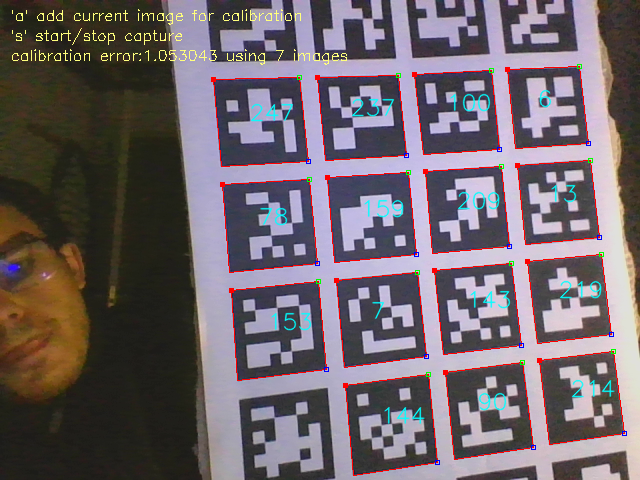 'a' add current image for calibration
's' start/stop capture
calibration error:1.053043 using 7 images
247 237 100 6
78 159 209 13
153 7 143 219
144 90 214